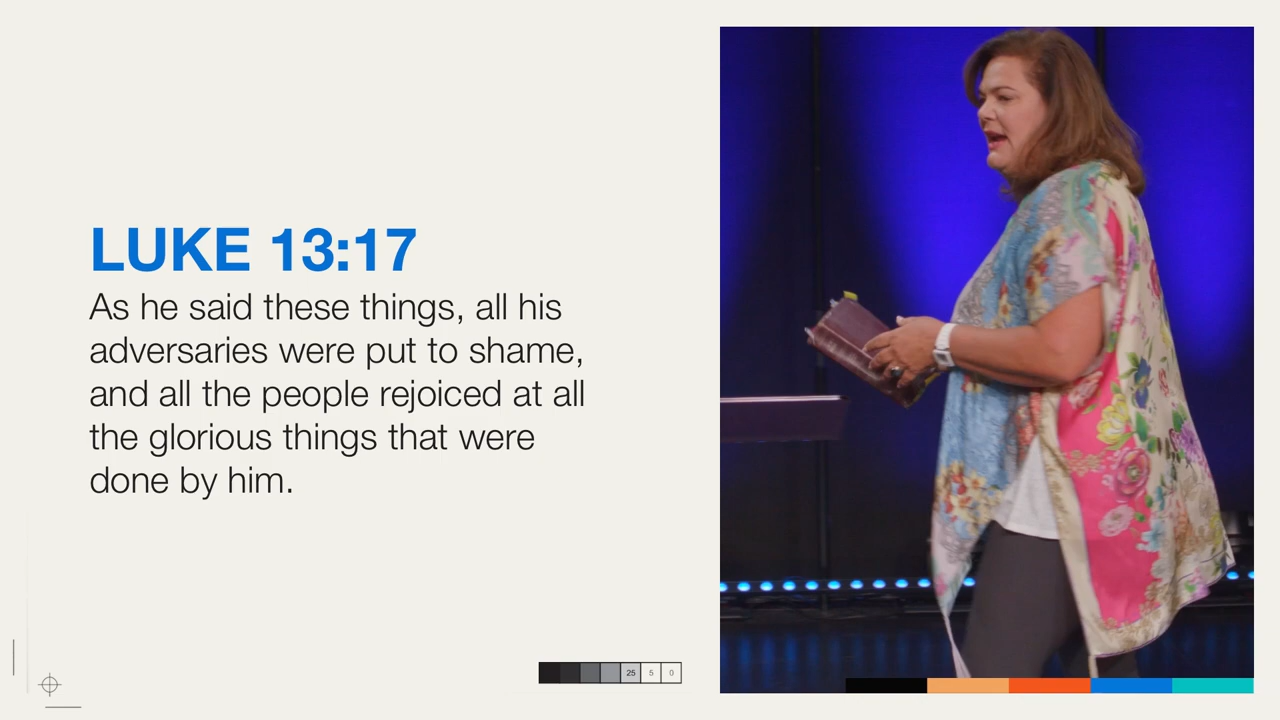 LUKE 13:17
As he said these things, all his
adversaries were put to shame,
and all the people rejoiced at all
the glorious things that were
done by him.
25 5 0